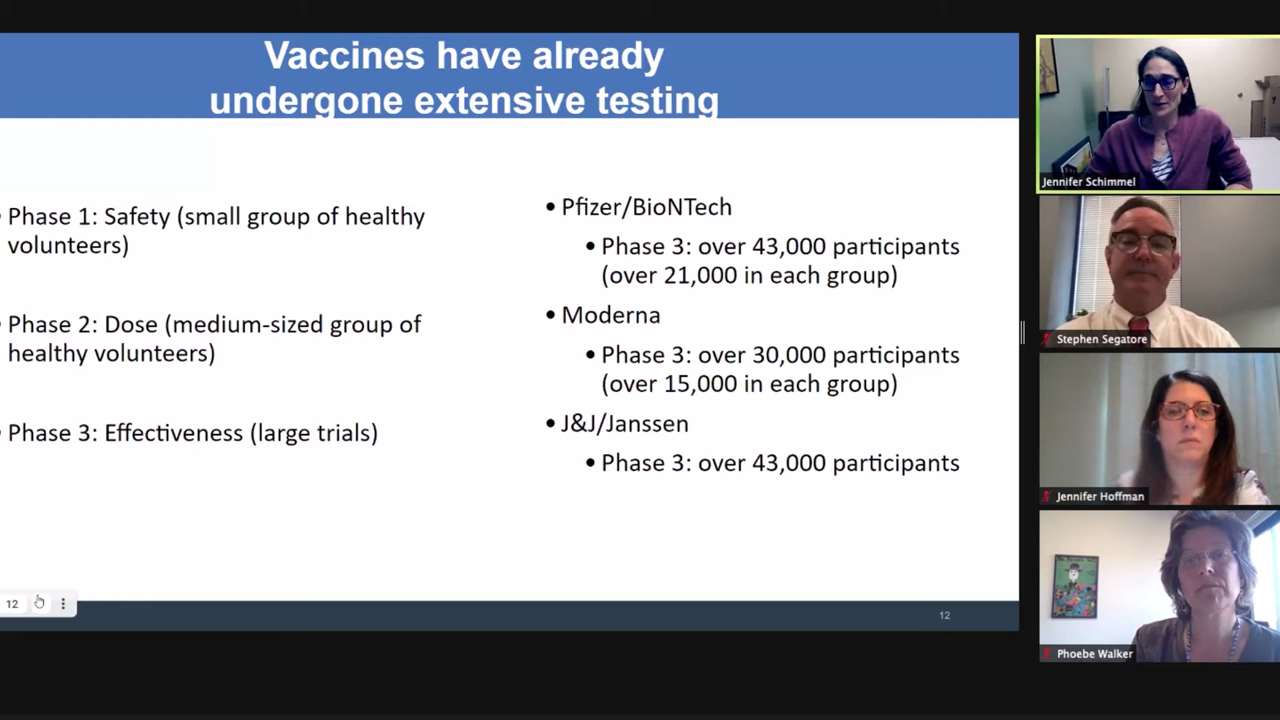 Vaccines have already
undergone extensive testing
Phase 1: Safety (small group of healthy
volunteers)
Phase 2: Dose (medium-sized group of
healthy volunteers)
Phase 3: Effectiveness (large trials)
• Pfizer/BioNTech
• Phase 3: over 43,000 participants
(over 21,000 in each group)
• Moderna
• Phase 3: over 30,000 participants
(over 15,000 in each group)
• J&J/Janssen
• Phase 3: over 43,000 participants
12
12
Jennifer Schimmel
Stephen Segatore
Jennifer Hoffman
Phoebe Walker